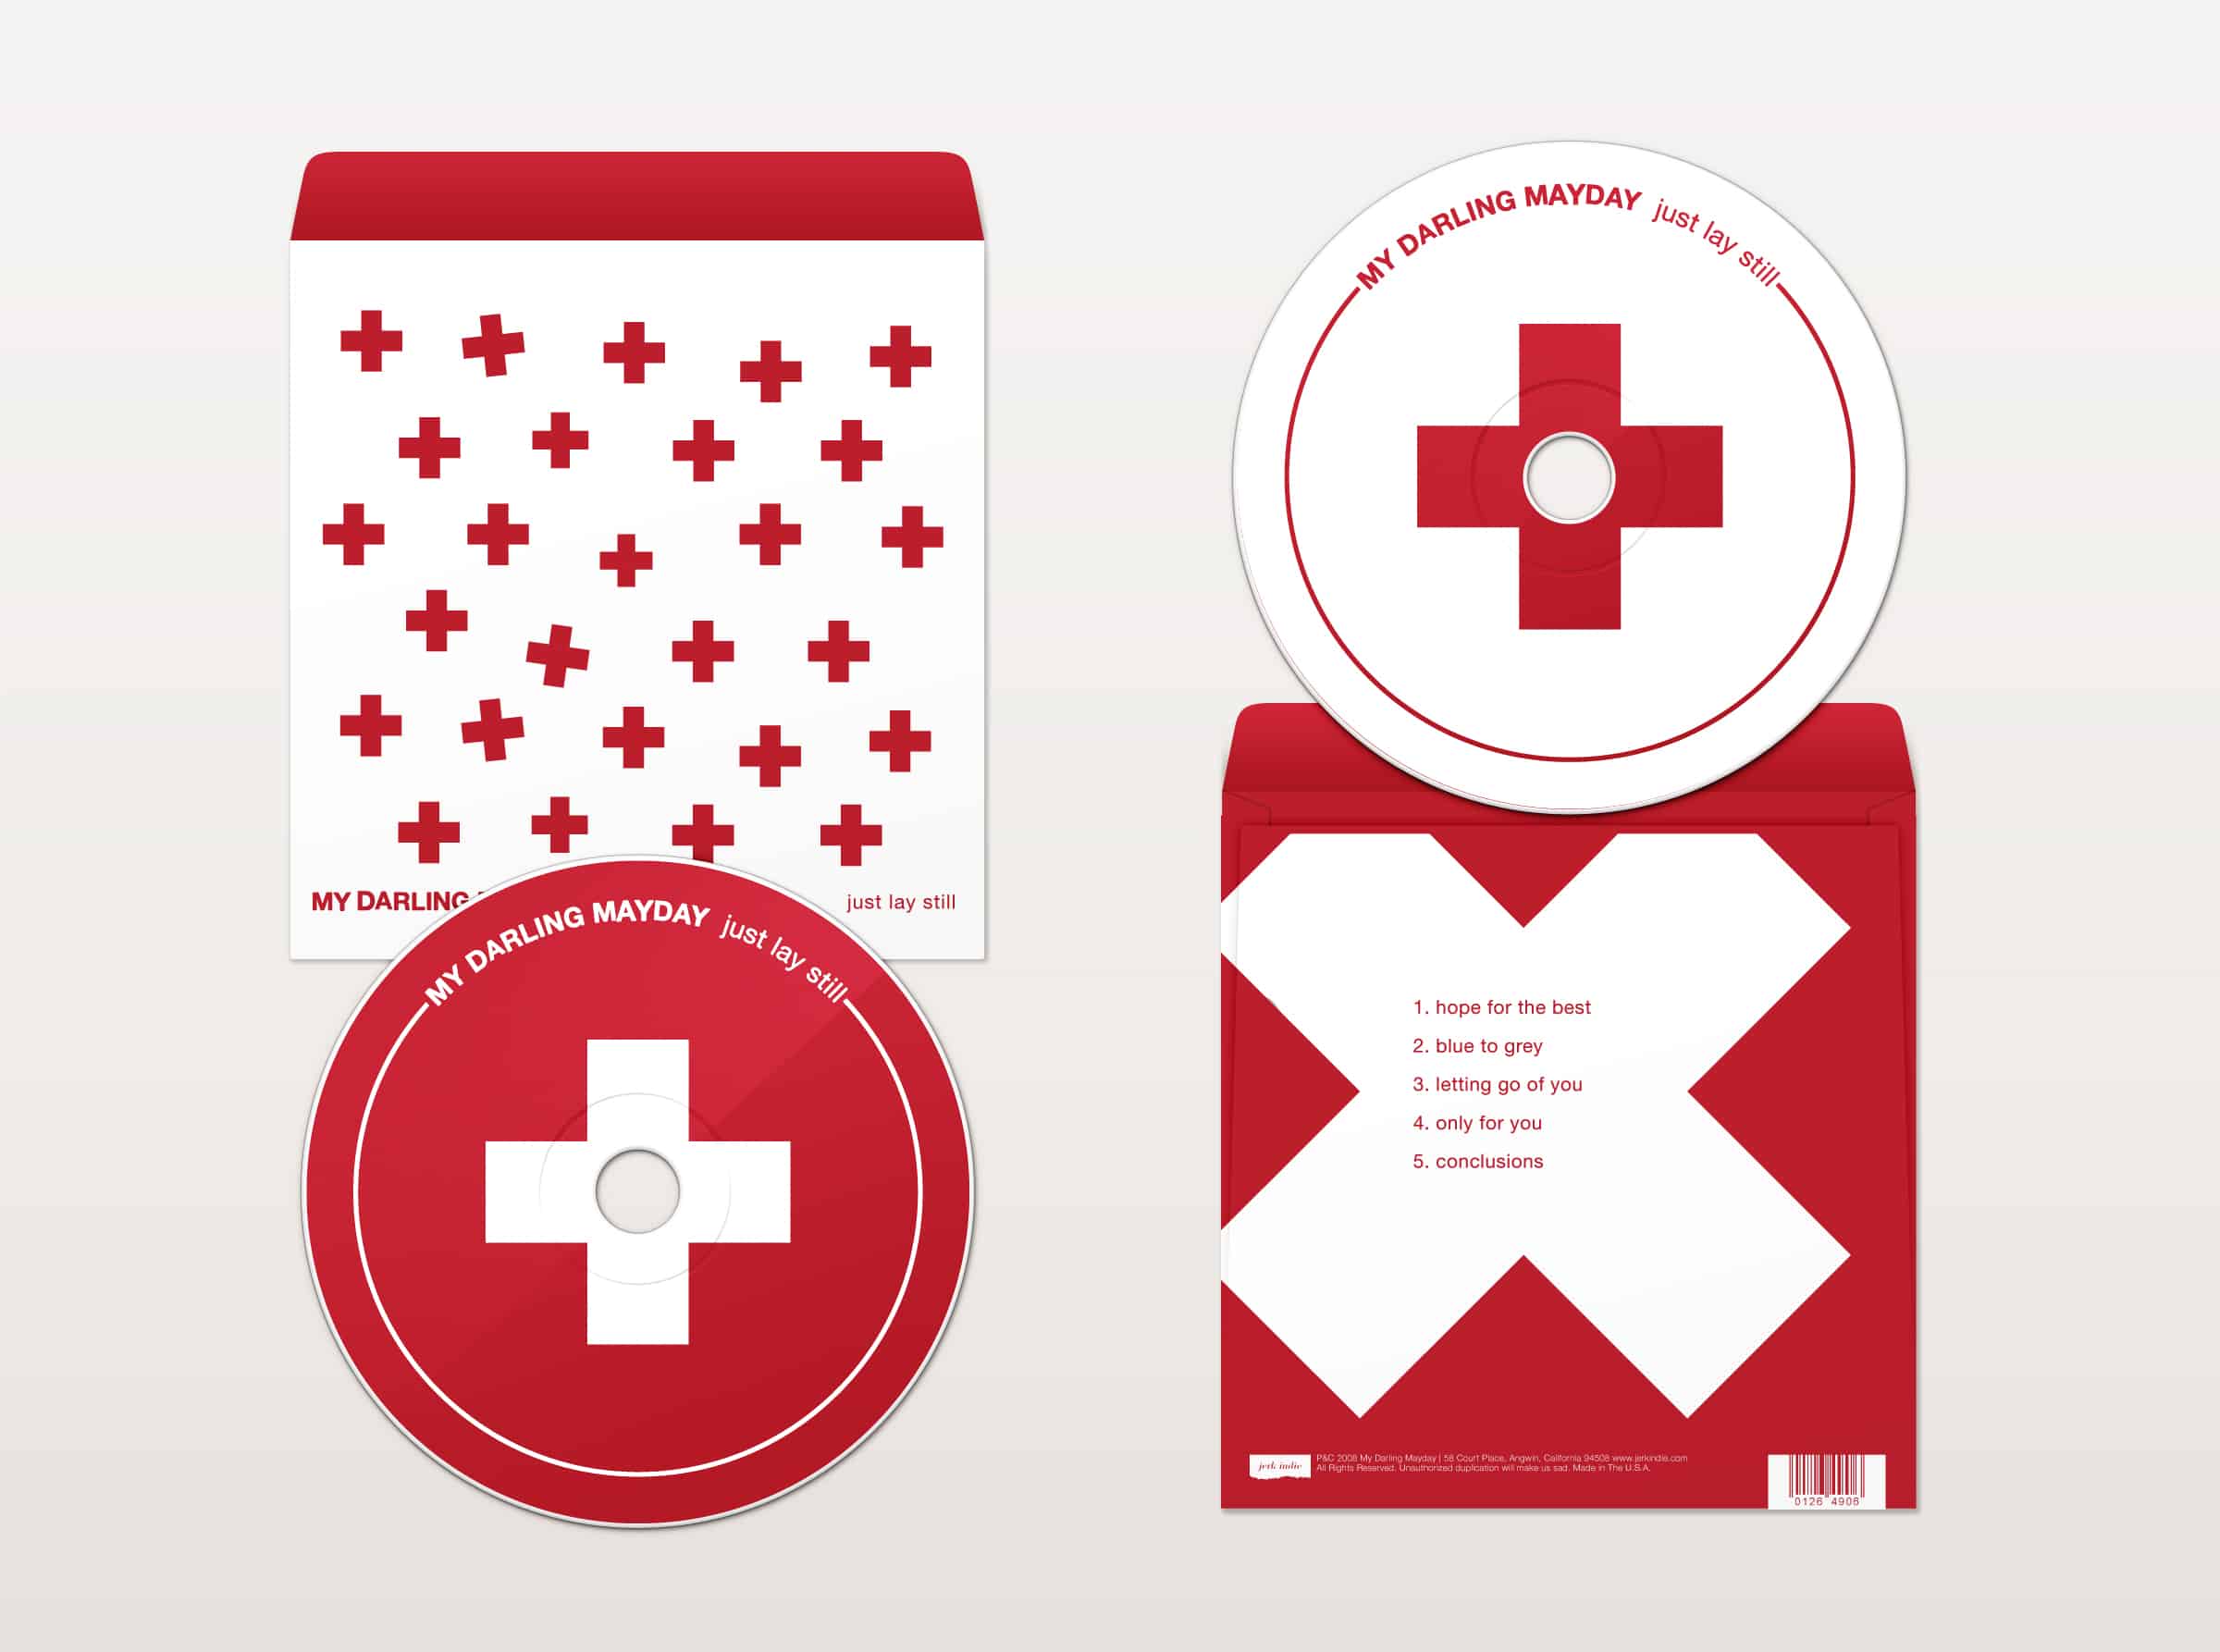 MY DARLING
just lay still
MY DARLING MAYDAY just lay still
MY DARLING MAYDAY just lay still
1. hope for the best
2. blue to grey
3. letting go of you
4. only for you
5. conclusions
jerk indie
P&C 2008 My Darling Mayday | 58 Court Place, Angwin, California 94508 www.jerkindie.com
All Rights Reserved. Unauthorized duplication will make us sad. Made in The U.S.A.
0126 4906